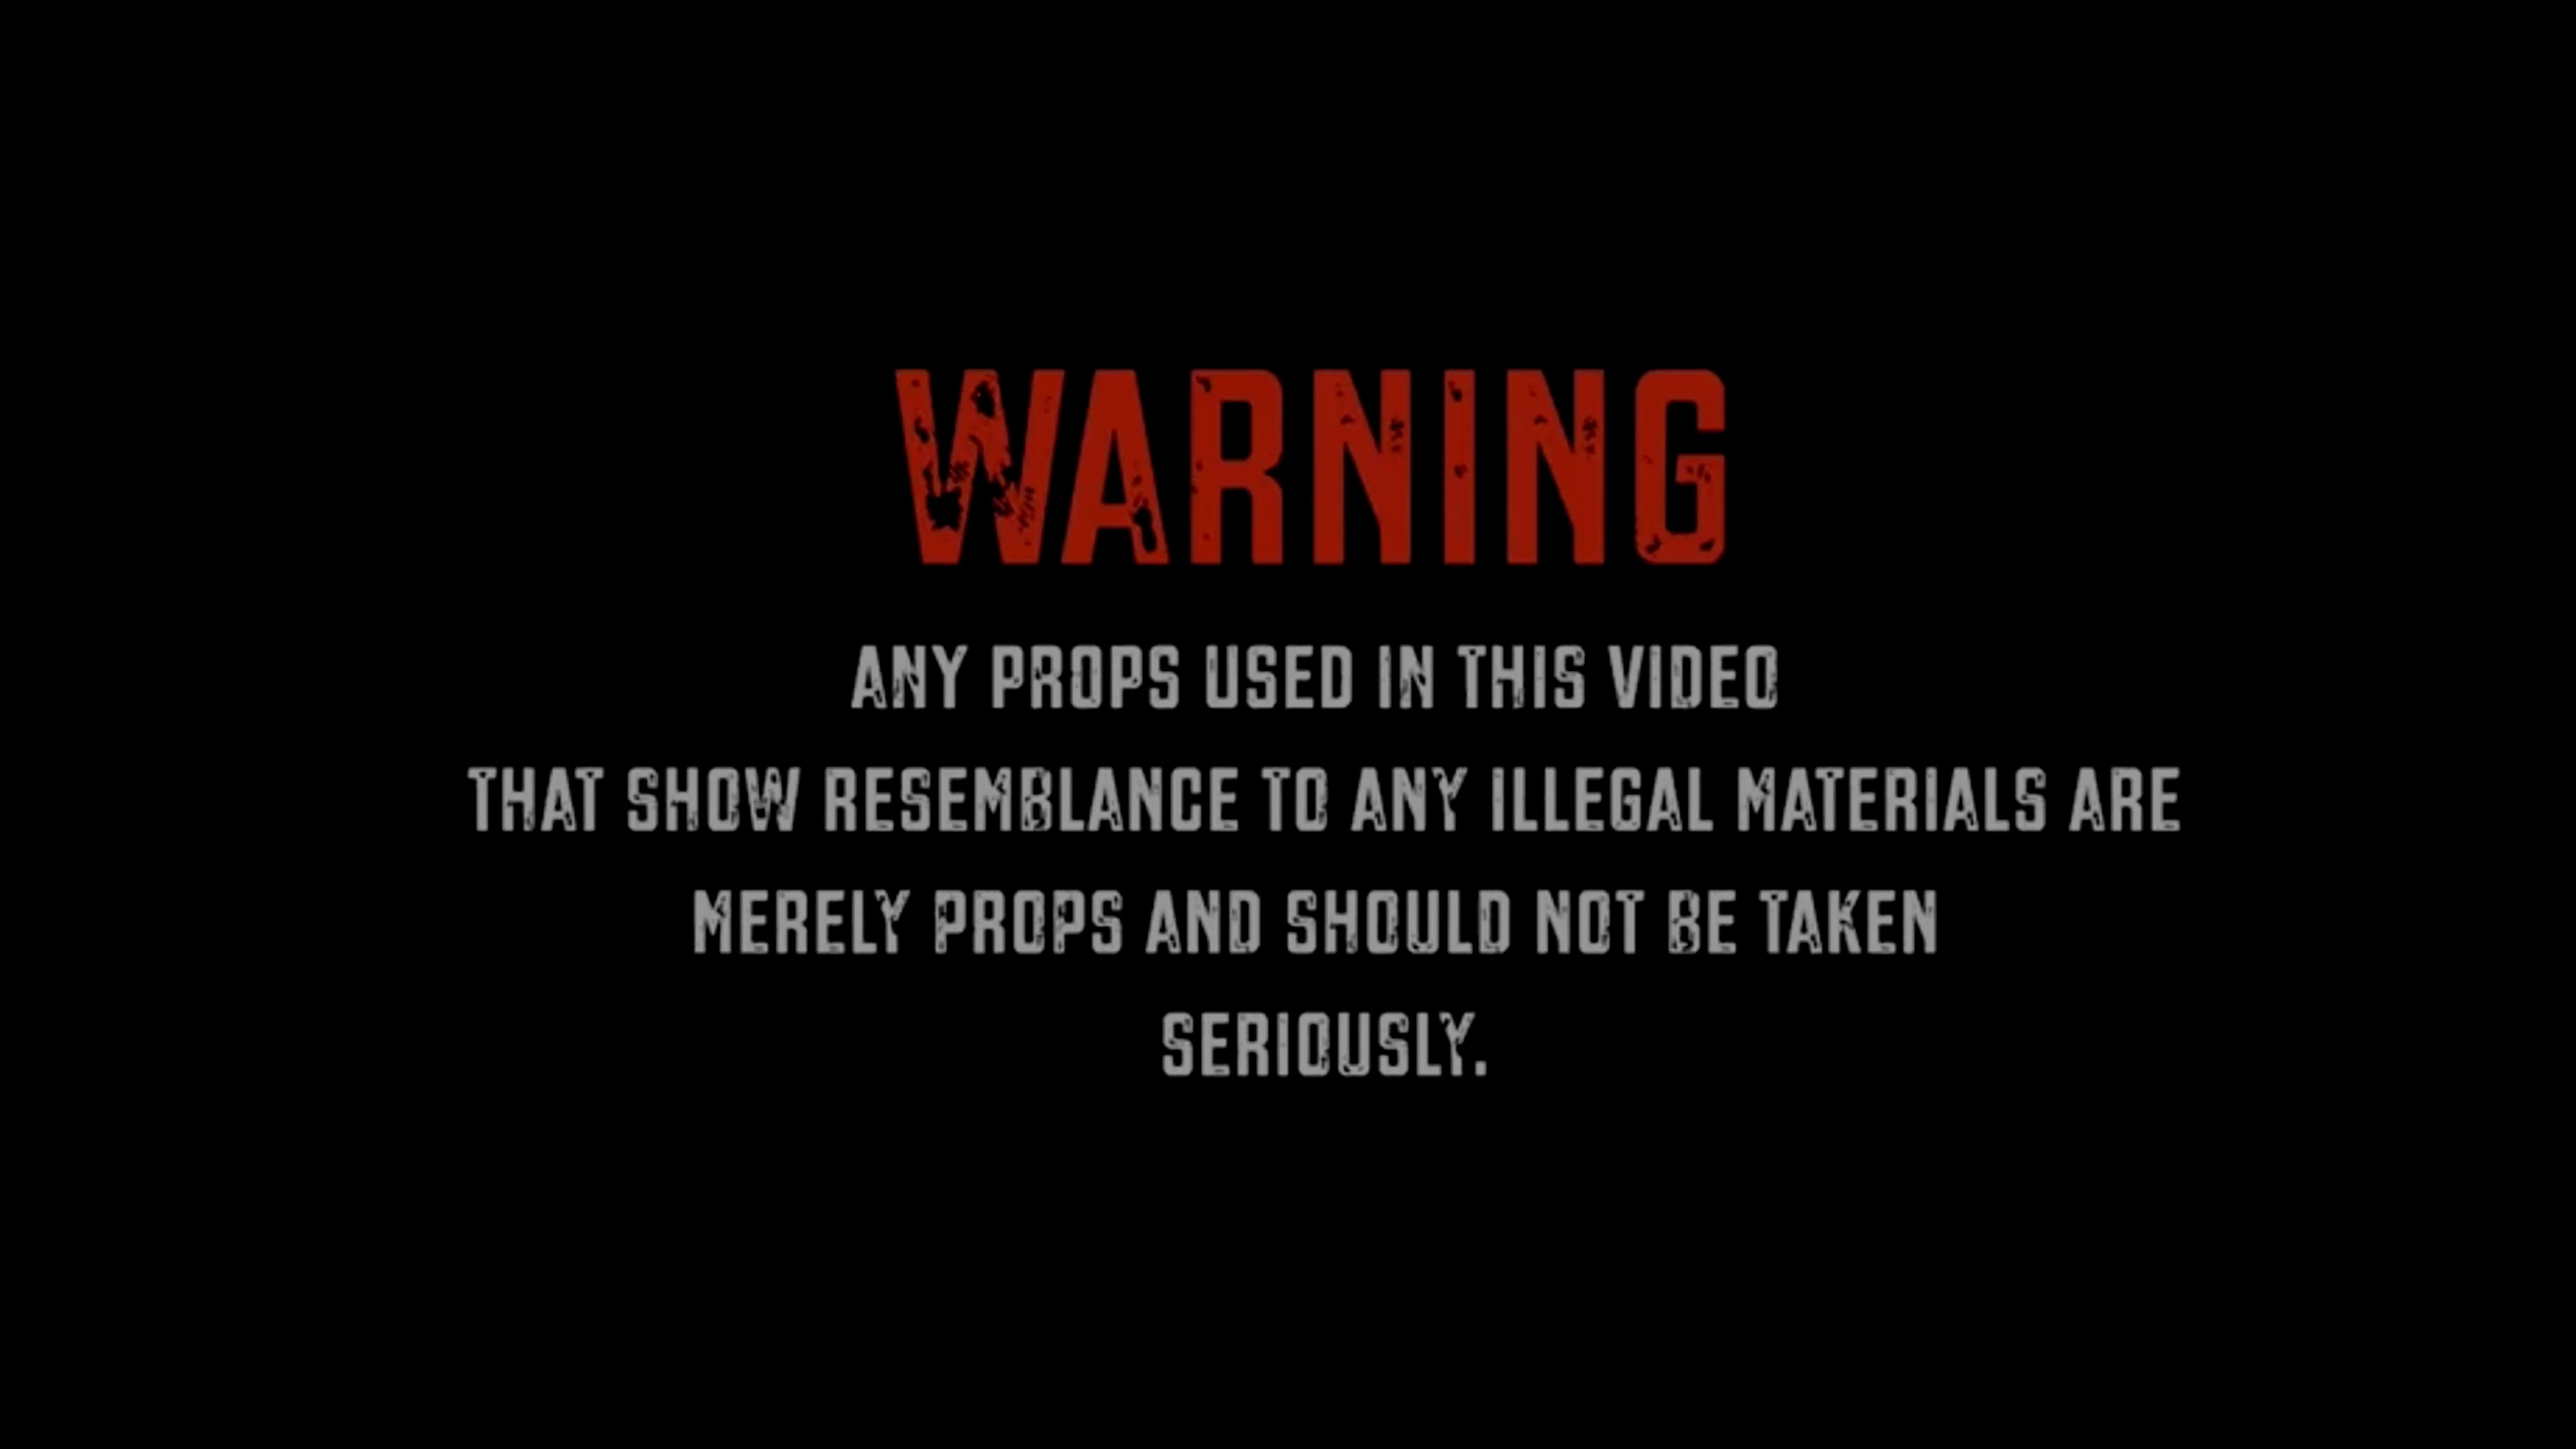 WARNING
ANY PROPS USED IN THIS VIDEO
THAT SHOW RESEMBLANCE TO ANY ILLEGAL MATERIALS ARE
MERELY PROPS AND SHOULD NOT BE TAKEN
SERIOUSLY.